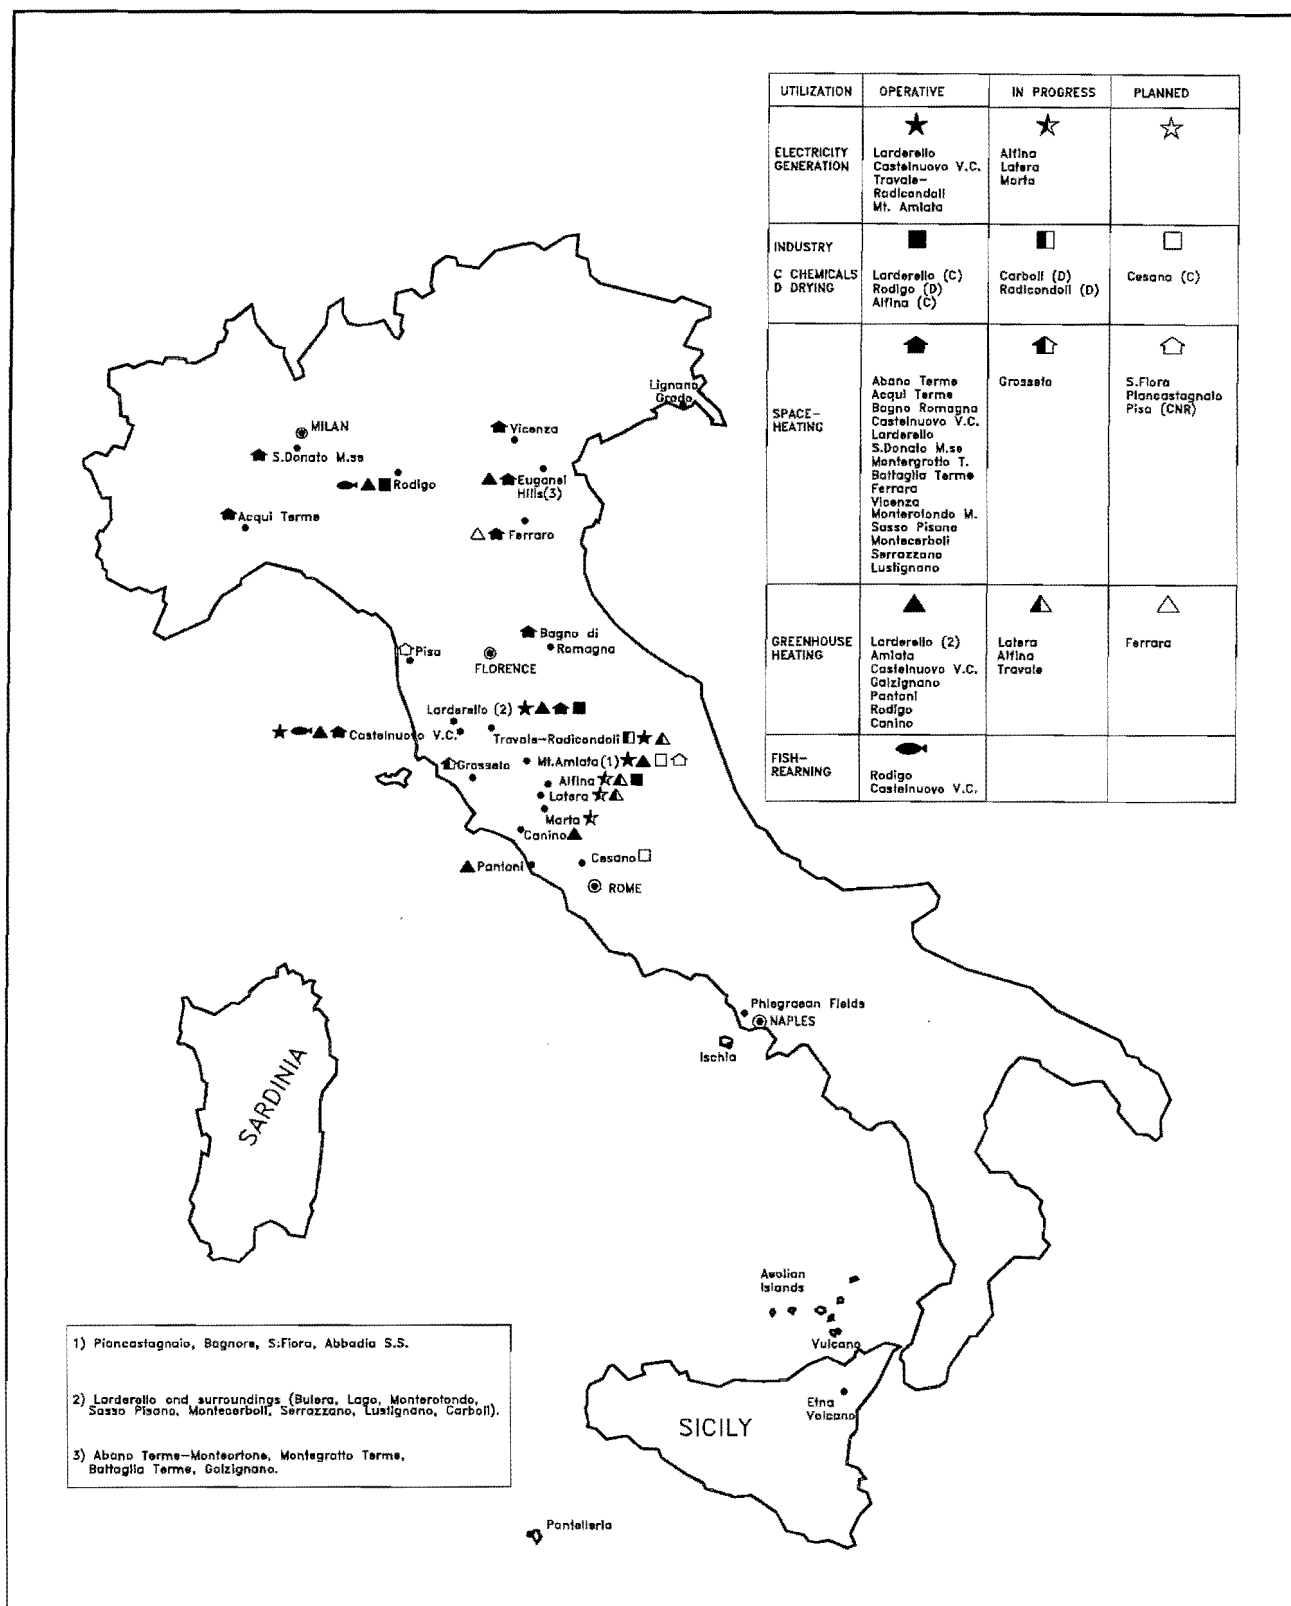 UTILIZATION OPERATIVE IN PROGRESS PLANNED
ELECTRICITY
GENERATION
Larderello
Castelnuovo V.C.
Travale-
Radicondoli
Mt. Amiata
Alfina
Latera
Marta
INDUSTRY
C CHEMICALS
D DRYING
Larderello (C)
Rodigo (D)
Alfina (C)
Carboli (D)
Radicondoli (D)
Cesano (C)
SPACE-
HEATING
Abano Terme
Acqui Terme
Bagno Romagna
Castelnuovo V.C.
Larderello
S.Donato M.se
Montergrotto T.
Battaglia Terme
Ferrara
Vicenza
Monterotondo M.
Sasso Pisano
Montecerboli
Serrazzano
Lustignano
Grosseto
S.Fiora
Piancastagnaio
Pisa (CNR)
GREENHOUSE
HEATING
Larderello (2)
Amiata
Castelnuovo V.C.
Galzignano
Pantani
Rodigo
Canino
Latera
Alfina
Travale
Ferrara
FISH-
REARNING
Rodigo
Castelnuovo V.C.
Lignano
Grado
MILAN
S.Donato M.se
Vicenza
Rodigo
Euganei
Hills(3)
Acqui Terme
Ferrara
Bagno di
Romagna
Pisa
FLORENCE
Larderello (2)
Castelnuovo V.C.
Travale-Radicondoli
Grosseto
Mt.Amiata (1)
Alfina
Latera
Marta
Canino
Pantani
Cesano
ROME
Phlegraean Fields
NAPLES
Ischia
SARDINIA
Aeolian
Islands
Vulcano
Etna
Volcano
SICILY
Pantelleria
1) Piancastagnaio, Bagnore, S:Fiora, Abbadia S.S.
2) Larderello and surroundings (Bulera, Lago, Monterotondo,
Sasso Pisano, Montecerboli, Serrazzano, Lustignano, Carboli).
3) Abano Terme-Monteortone, Montegratto Terme,
Battaglia Terme, Galzignano.